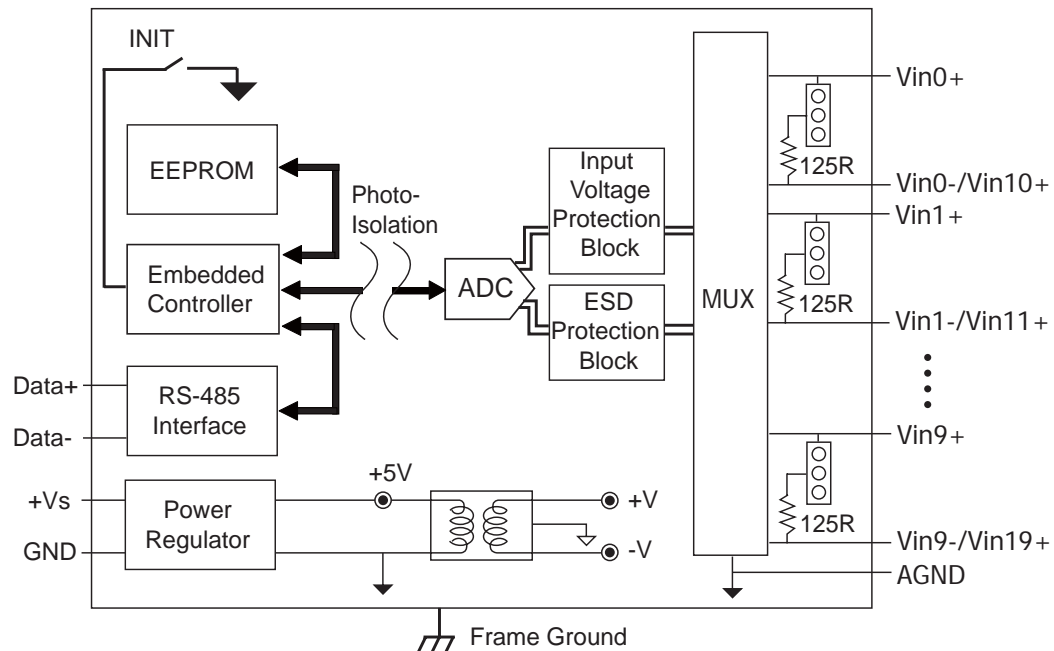 INIT
EEPROM
Photo-
Isolation
Embedded
Controller
Data+
Data-
RS-485
Interface
+Vs
GND
Power
Regulator
+5V
+V
-V
ADC
Input
Voltage
Protection
Block
ESD
Protection
Block
MUX
Vin0+
125R
Vin0-/Vin10+
Vin1+
125R
Vin1-/Vin11+
Vin9+
125R
Vin9-/Vin19+
AGND
Frame Ground